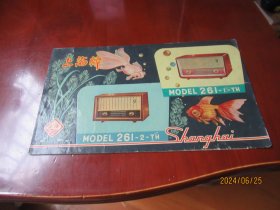 上海牌
MODEL 261-1-TH
MODEL 261-2-TH
Shanghai
2024/06/25